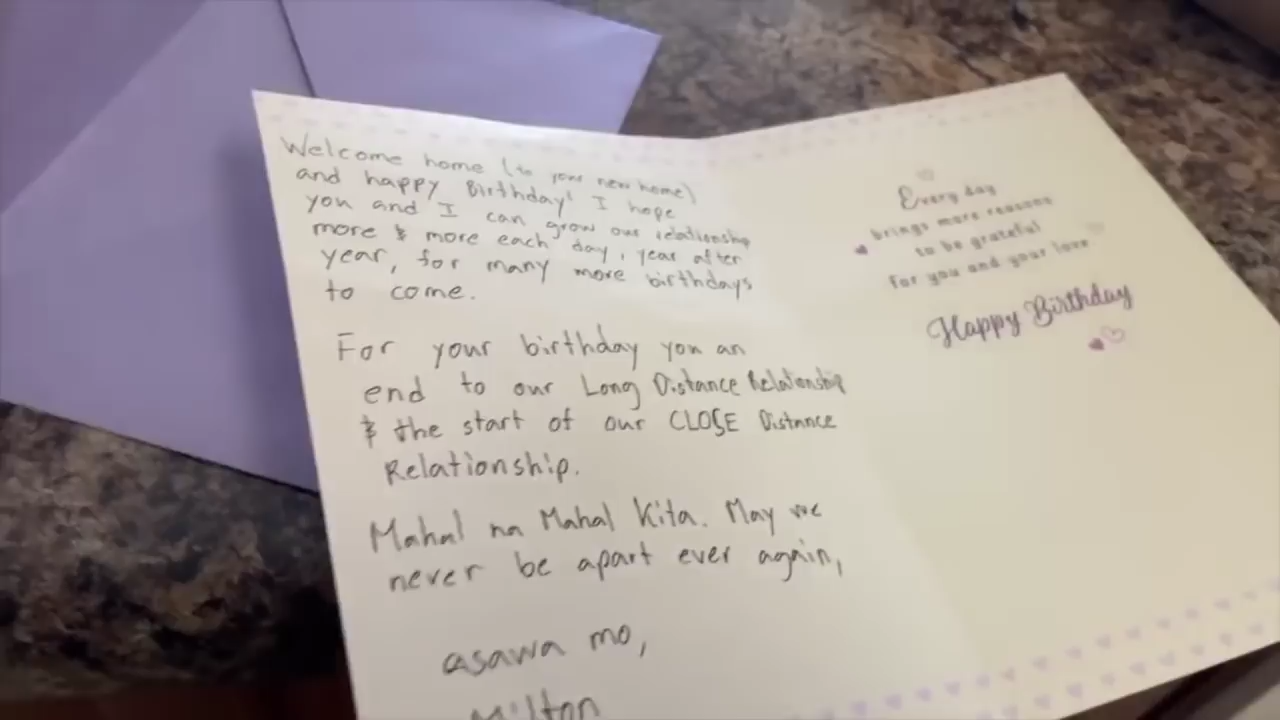 Welcome home (to your new home)
and happy Birthday! I hope
you and I can grow our relationship
more & more each day, year after
year, for many more birthdays
to come.
For your birthday you an
end to our Long Distance Relationship
& the start of our CLOSE Distance
Relationship.
Mahal na Mahal Kita. May we
never be apart ever again,
asawa mo,
Milton
Every day
brings more reasons
to be grateful
for you and your love
Happy Birthday